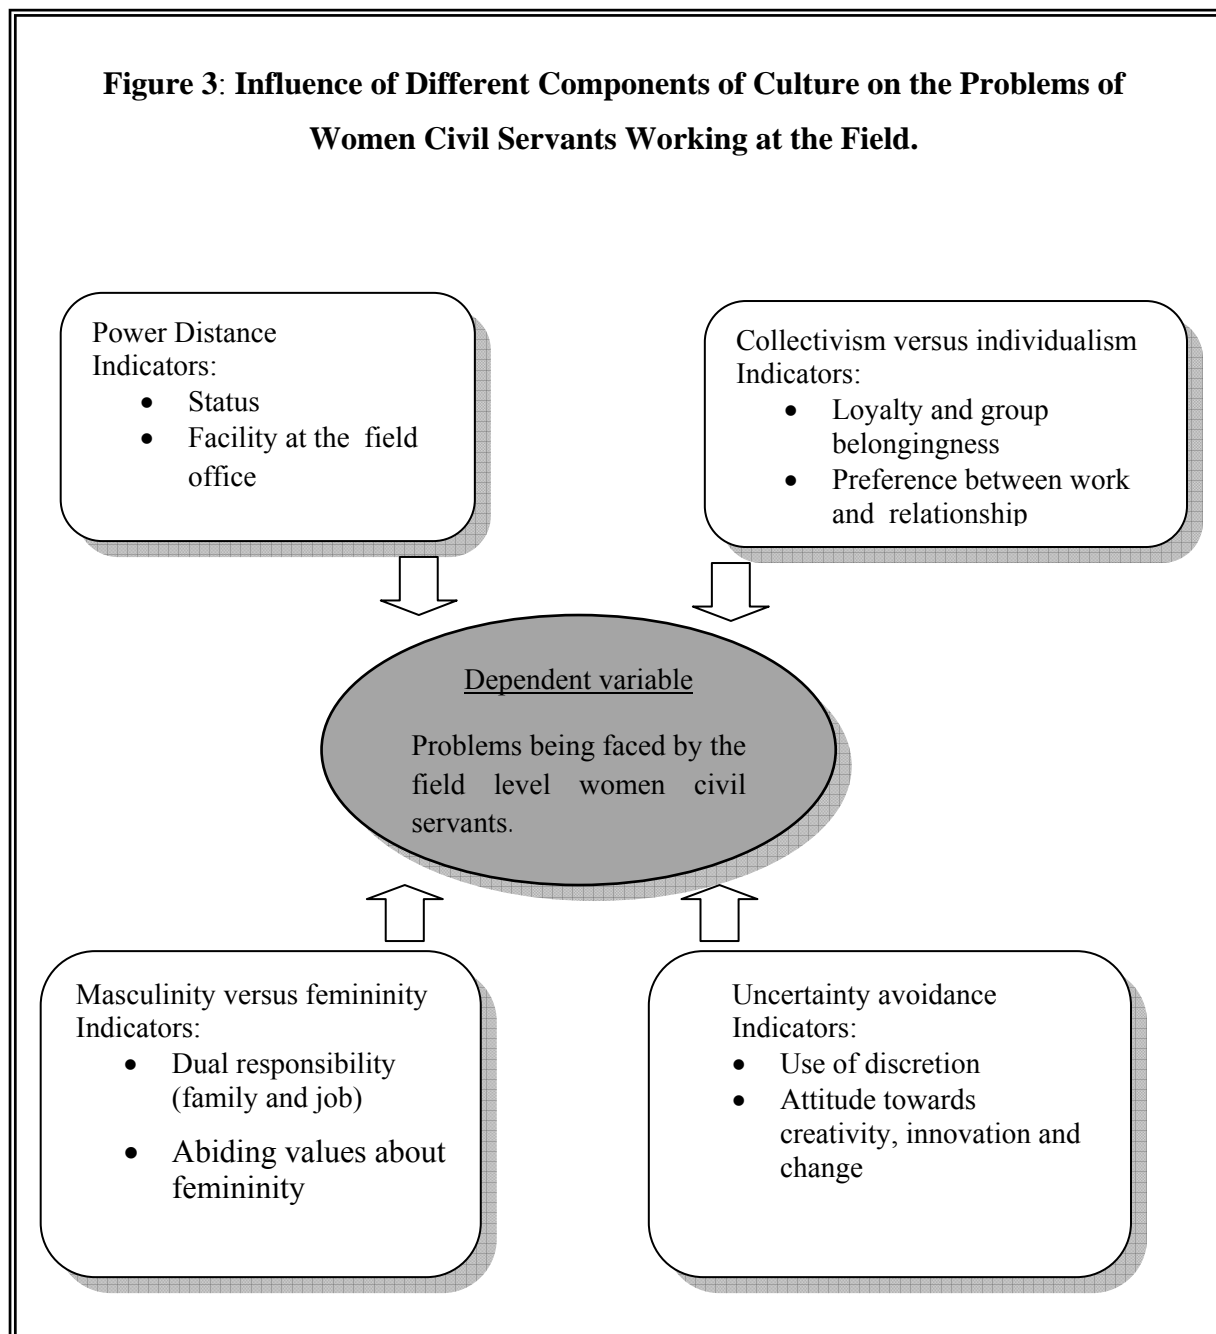 Figure 3: Influence of Different Components of Culture on the Problems of
Women Civil Servants Working at the Field.
Power Distance
Indicators:
• Status
• Facility at the field
office
Collectivism versus individualism
Indicators:
• Loyalty and group
belongingness
• Preference between work
and relationship
Dependent variable
Problems being faced by the
field level women civil
servants.
Masculinity versus femininity
Indicators:
• Dual responsibility
(family and job)
• Abiding values about
femininity
Uncertainty avoidance
Indicators:
• Use of discretion
• Attitude towards
creativity, innovation and
change